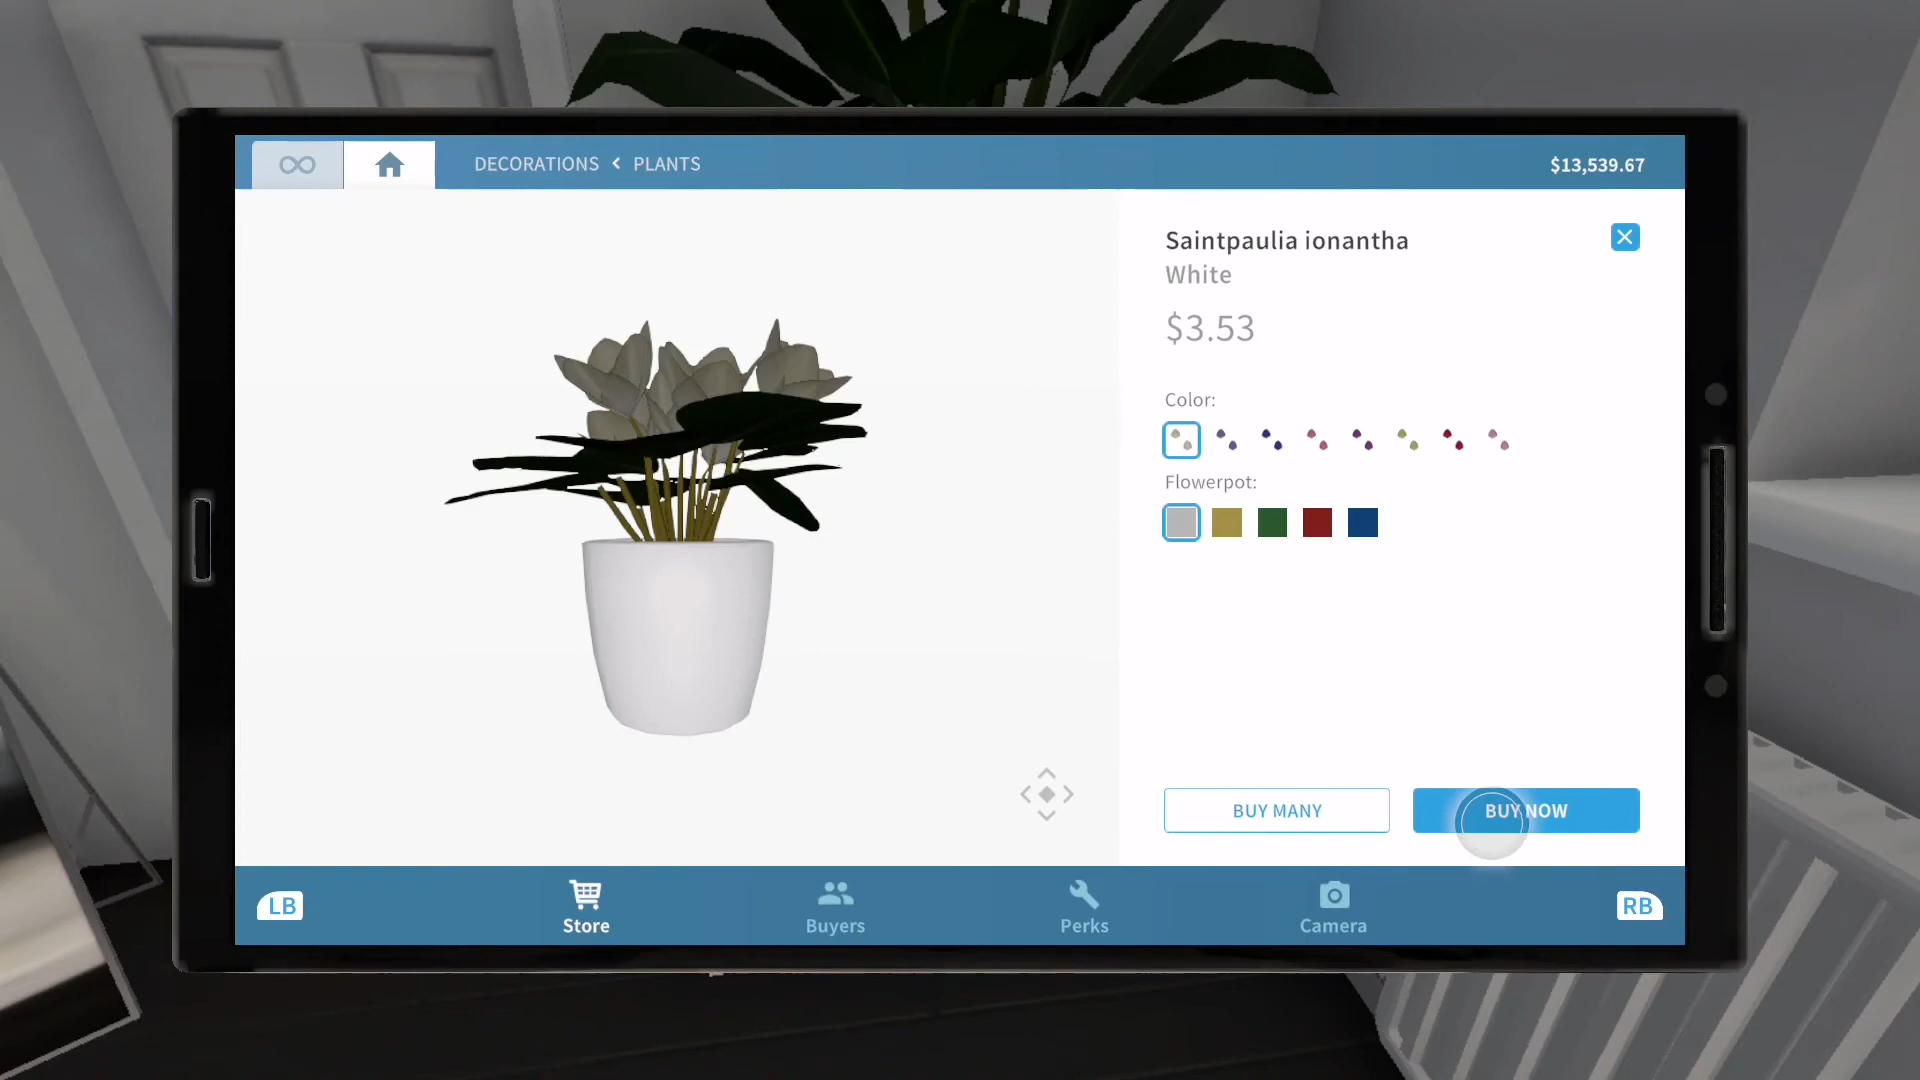 DECORATIONS < PLANTS
$13,539.67
Saintpaulia ionantha
White
$3.53
Color:
Flowerpot:
BUY MANY
BUY NOW
LB
Store
Buyers
Perks
Camera
RB